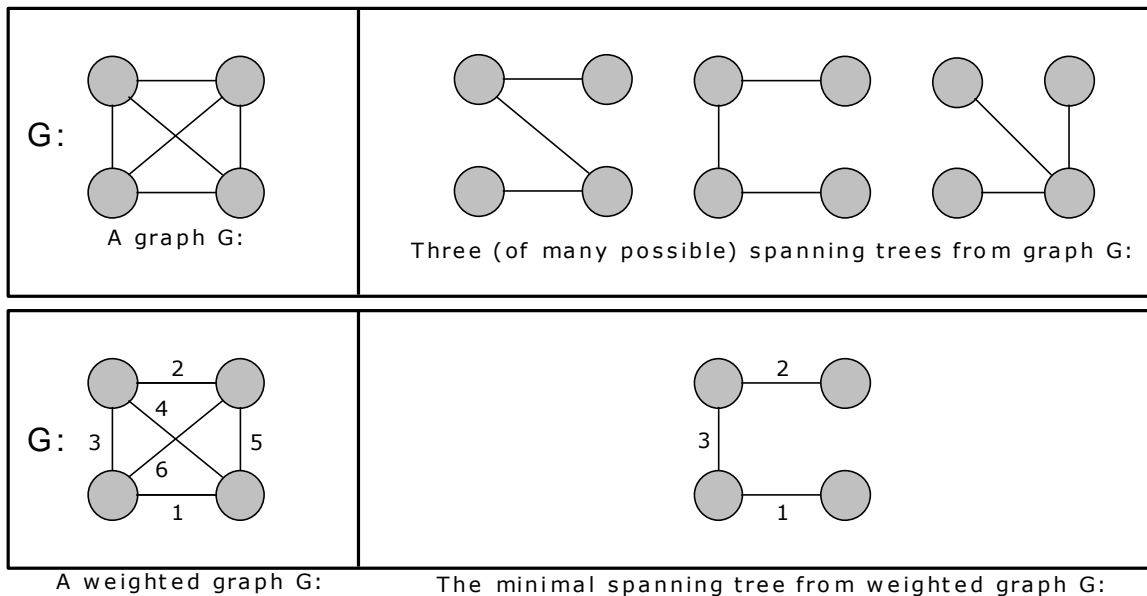 G:
A graph G:
Three (of many possible) spanning trees from graph G:
G:
2
4
3
5
6
1
2
3
1
A weighted graph G:
The minimal spanning tree from weighted graph G: